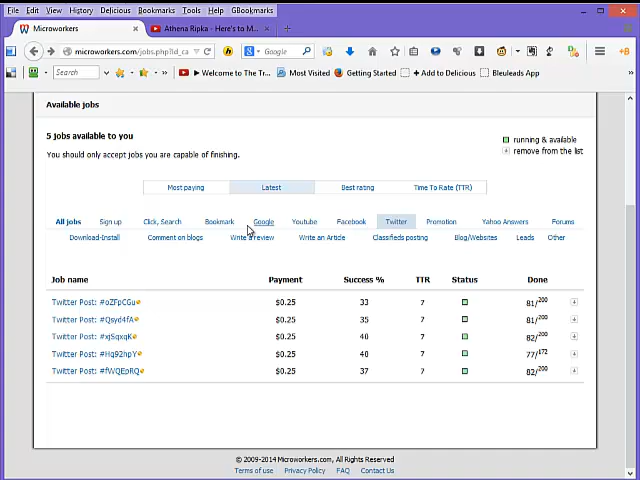 File Edit View History Delicious Bookmarks Tools Help GBookmarks
Microworkers × Athena Ripka - Here's to M... × +
microworkers.com/jobs.php?Id_ca Google +B
Search Welcome to The Tr... Most Visited Getting Started + Add to Delicious Bleuleads App
Available jobs
5 jobs available to you
You should only accept jobs you are capable of finishing.
running & available
remove from the list
Most paying Latest Best rating Time To Rate (TTR)
All jobs Sign up Click, Search Bookmark Google Youtube Facebook Twitter Promotion Yahoo Answers Forums
Download-Install Comment on blogs Write a review Write an Article Classifieds posting Blog/Websites Leads Other
Job name Payment Success % TTR Status Done
Twitter Post: #oZFpCGu $0.25 33 7 81/200
Twitter Post: #Qsyd4fA $0.25 35 7 81/200
Twitter Post: #xjSqxqK $0.25 40 7 82/200
Twitter Post: #Hq92hpY $0.25 40 7 77/172
Twitter Post: #fWQEpRQ $0.25 37 7 82/200
© 2009-2014 Microworkers.com, All Rights Reserved
Terms of use Privacy Policy FAQ Contact Us